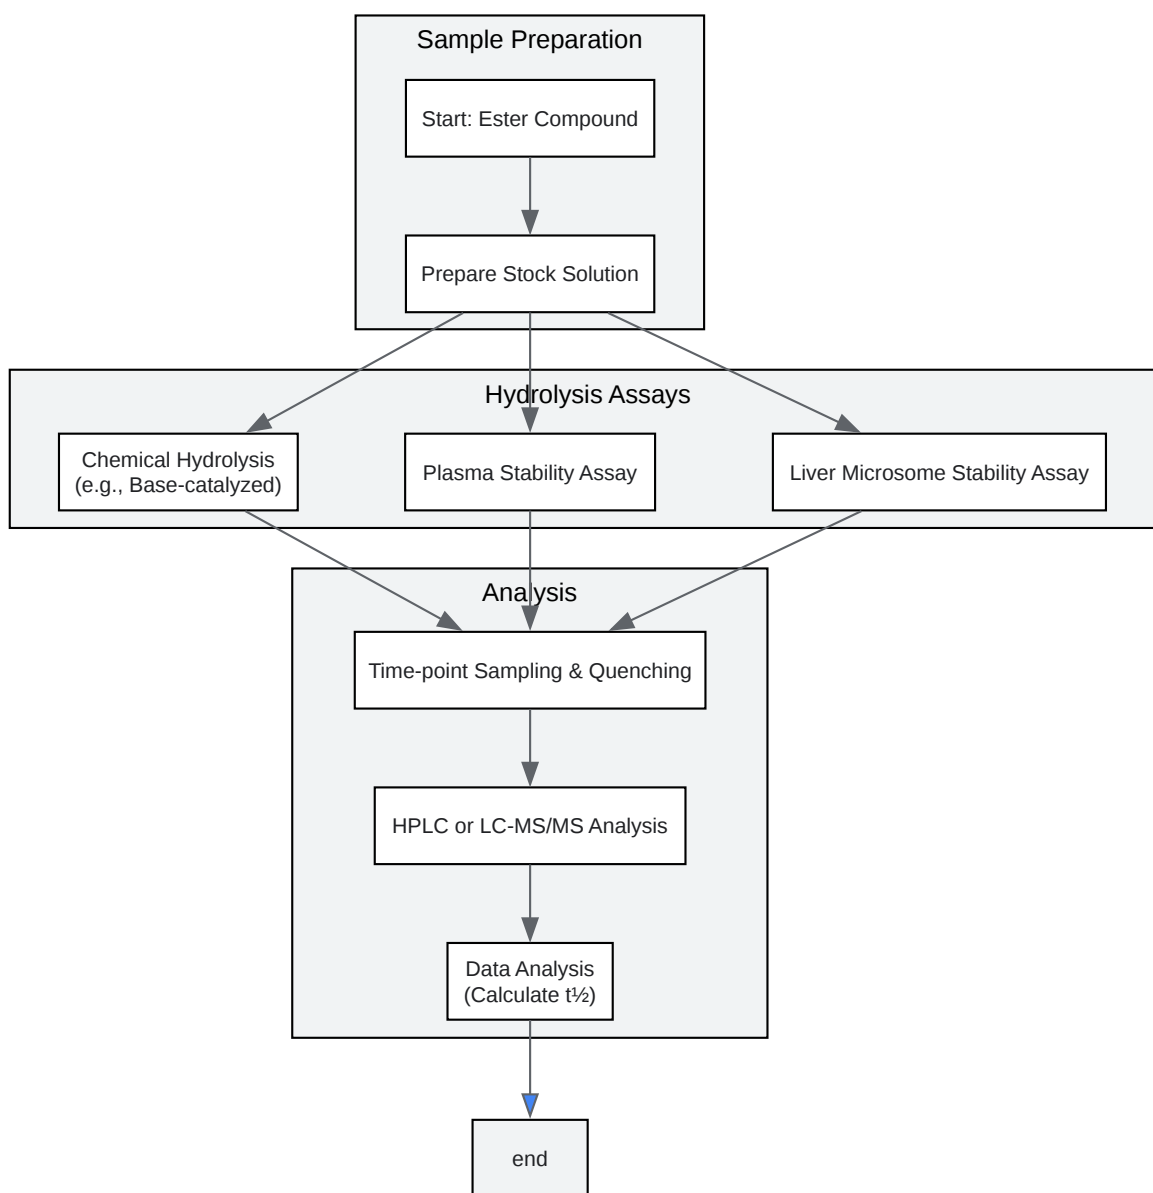 Sample Preparation
Start: Ester Compound
Prepare Stock Solution
Hydrolysis Assays
Chemical Hydrolysis
(e.g., Base-catalyzed)
Plasma Stability Assay
Liver Microsome Stability Assay
Analysis
Time-point Sampling & Quenching
HPLC or LC-MS/MS Analysis
Data Analysis
(Calculate t½)
end